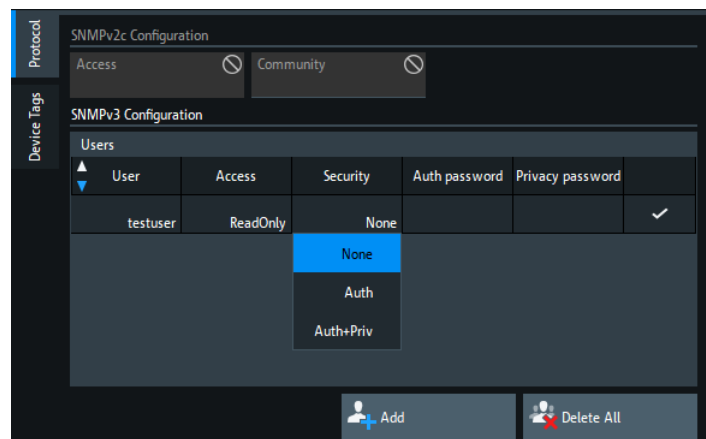 Protocol
Device Tags
SNMPv2c Configuration
Access
Community
SNMPv3 Configuration
Users
User Access Security Auth password Privacy password
testuser ReadOnly None
None
Auth
Auth+Priv
Add
Delete All